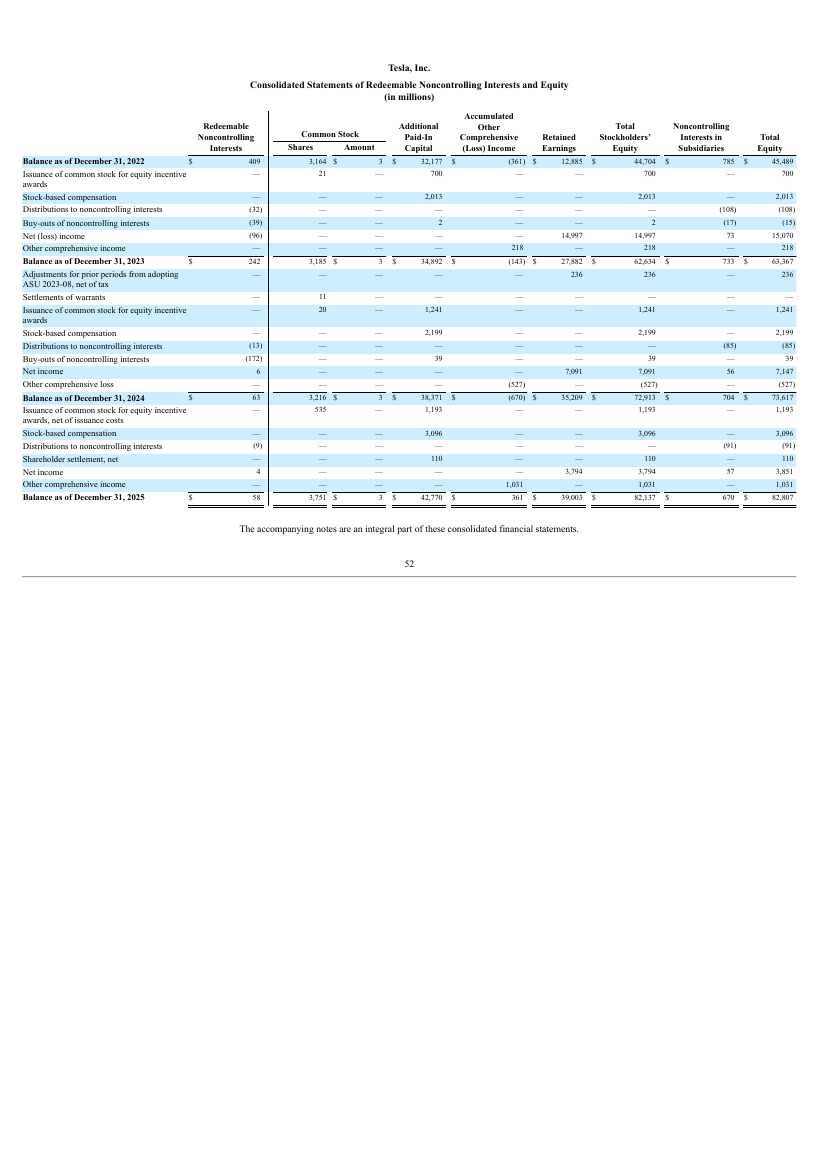 Tesla, Inc.
Consolidated Statements of Redeemable Noncontrolling Interests and Equity
(in millions)
Redeemable Noncontrolling Interests | Common Stock Shares | Common Stock Amount | Additional Paid-In Capital | Accumulated Other Comprehensive (Loss) Income | Retained Earnings | Total Stockholders’ Equity | Noncontrolling Interests in Subsidiaries | Total Equity
Balance as of December 31, 2022 $ 409 3,164 $ 3 $ 32,177 $ (361) $ 12,885 $ 44,704 $ 785 $ 45,489
Issuance of common stock for equity incentive awards — 21 — 700 — — 700 — 700
Stock-based compensation — — — 2,013 — — 2,013 — 2,013
Distributions to noncontrolling interests (32) — — — — — — (108) (108)
Buy-outs of noncontrolling interests (39) — — 2 — — 2 (17) (15)
Net (loss) income (96) — — — — 14,997 14,997 73 15,070
Other comprehensive income — — — — 218 — 218 — 218
Balance as of December 31, 2023 $ 242 3,185 $ 3 $ 34,892 $ (143) $ 27,882 $ 62,634 $ 733 $ 63,367
Adjustments for prior periods from adopting ASU 2023-08, net of tax — — — — — 236 236 — 236
Settlements of warrants — 11 — — — — — — —
Issuance of common stock for equity incentive awards — 20 — 1,241 — — 1,241 — 1,241
Stock-based compensation — — — 2,199 — — 2,199 — 2,199
Distributions to noncontrolling interests (13) — — — — — — (85) (85)
Buy-outs of noncontrolling interests (172) — — 39 — — 39 — 39
Net income 6 — — — — 7,091 7,091 56 7,147
Other comprehensive loss — — — — (527) — (527) — (527)
Balance as of December 31, 2024 $ 63 3,216 $ 3 $ 38,371 $ (670) $ 35,209 $ 72,913 $ 704 $ 73,617
Issuance of common stock for equity incentive awards, net of issuance costs — 535 — 1,193 — — 1,193 — 1,193
Stock-based compensation — — — 3,096 — — 3,096 — 3,096
Distributions to noncontrolling interests (9) — — — — — — (91) (91)
Shareholder settlement, net — — — 110 — — 110 — 110
Net income 4 — — — — 3,794 3,794 57 3,851
Other comprehensive income — — — — 1,031 — 1,031 — 1,031
Balance as of December 31, 2025 $ 58 3,751 $ 3 $ 42,770 $ 361 $ 39,003 $ 82,137 $ 670 $ 82,807
The accompanying notes are an integral part of these consolidated financial statements.
52